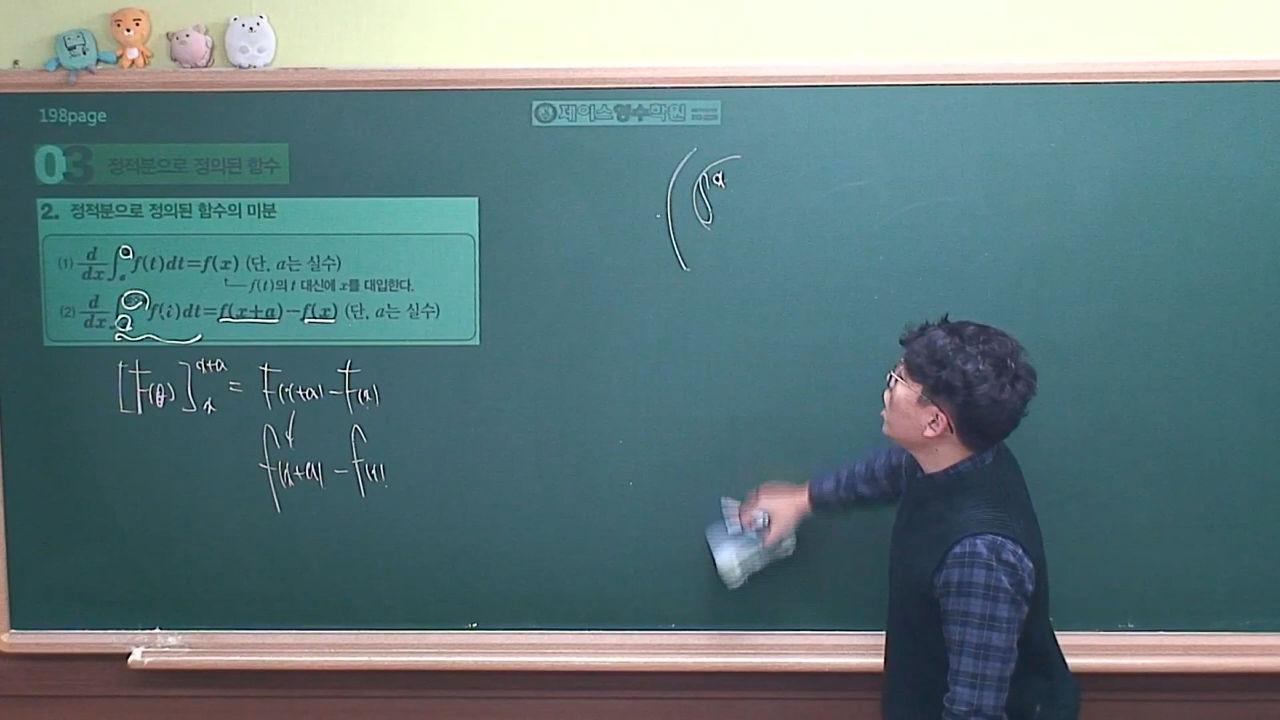 198page
제이스영수학원
03 정적분으로 정의된 함수
2. 정적분으로 정의된 함수의 미분
(1) d/dx ∫ f(t)dt=f(x) (단, a는 실수)
f(t)의 t 대신에 x를 대입한다.
(2) d/dx ∫ f(t)dt=f(x+a)-f(x) (단, a는 실수)
[F(t)]ₓˣ⁺ᵃ = F(x+a) - F(x)
f(x+a) - f(x)